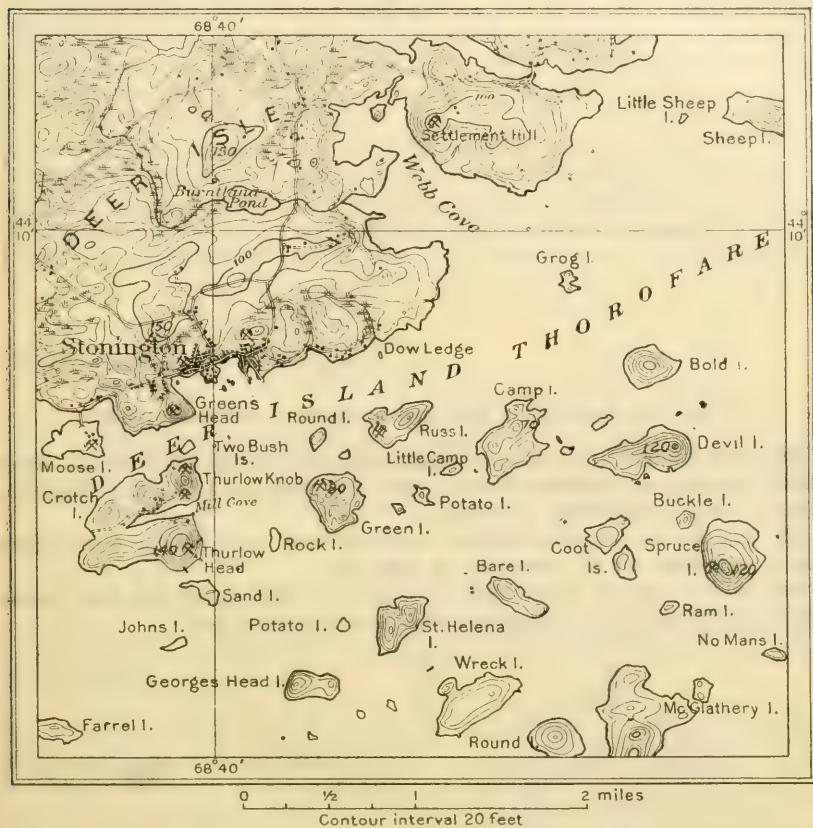 68°40'
100
Little Sheep
I.
Sheep I.
Settlement Hill
DEER ISLE
150
Burntland
Pond
Webb Cove
44°
10'
44°
10'
100
Grog I.
DEER ISLAND THOROFARE
150
Stonington
Dow Ledge
Bold I.
Green's
Head
Round I.
Russ I.
Camp I.
70
Moose I.
Two Bush
Is.
Little Camp
I.
120
Devil I.
Crotch
I.
Thurlow Knob
80
Mill Cove
Potato I.
Buckle I.
Green I.
140
Thurlow
Head
Rock I.
Coot
Is.
Spruce
I.
120
Bare I.
Sand I.
Ram I.
Johns I.
Potato I.
St. Helena
I.
No Mans I.
Wreck I.
Georges Head I.
McGlathery I.
Farrel I.
Round I.
68°40'
0 ½ 1 2 miles
Contour interval 20 feet